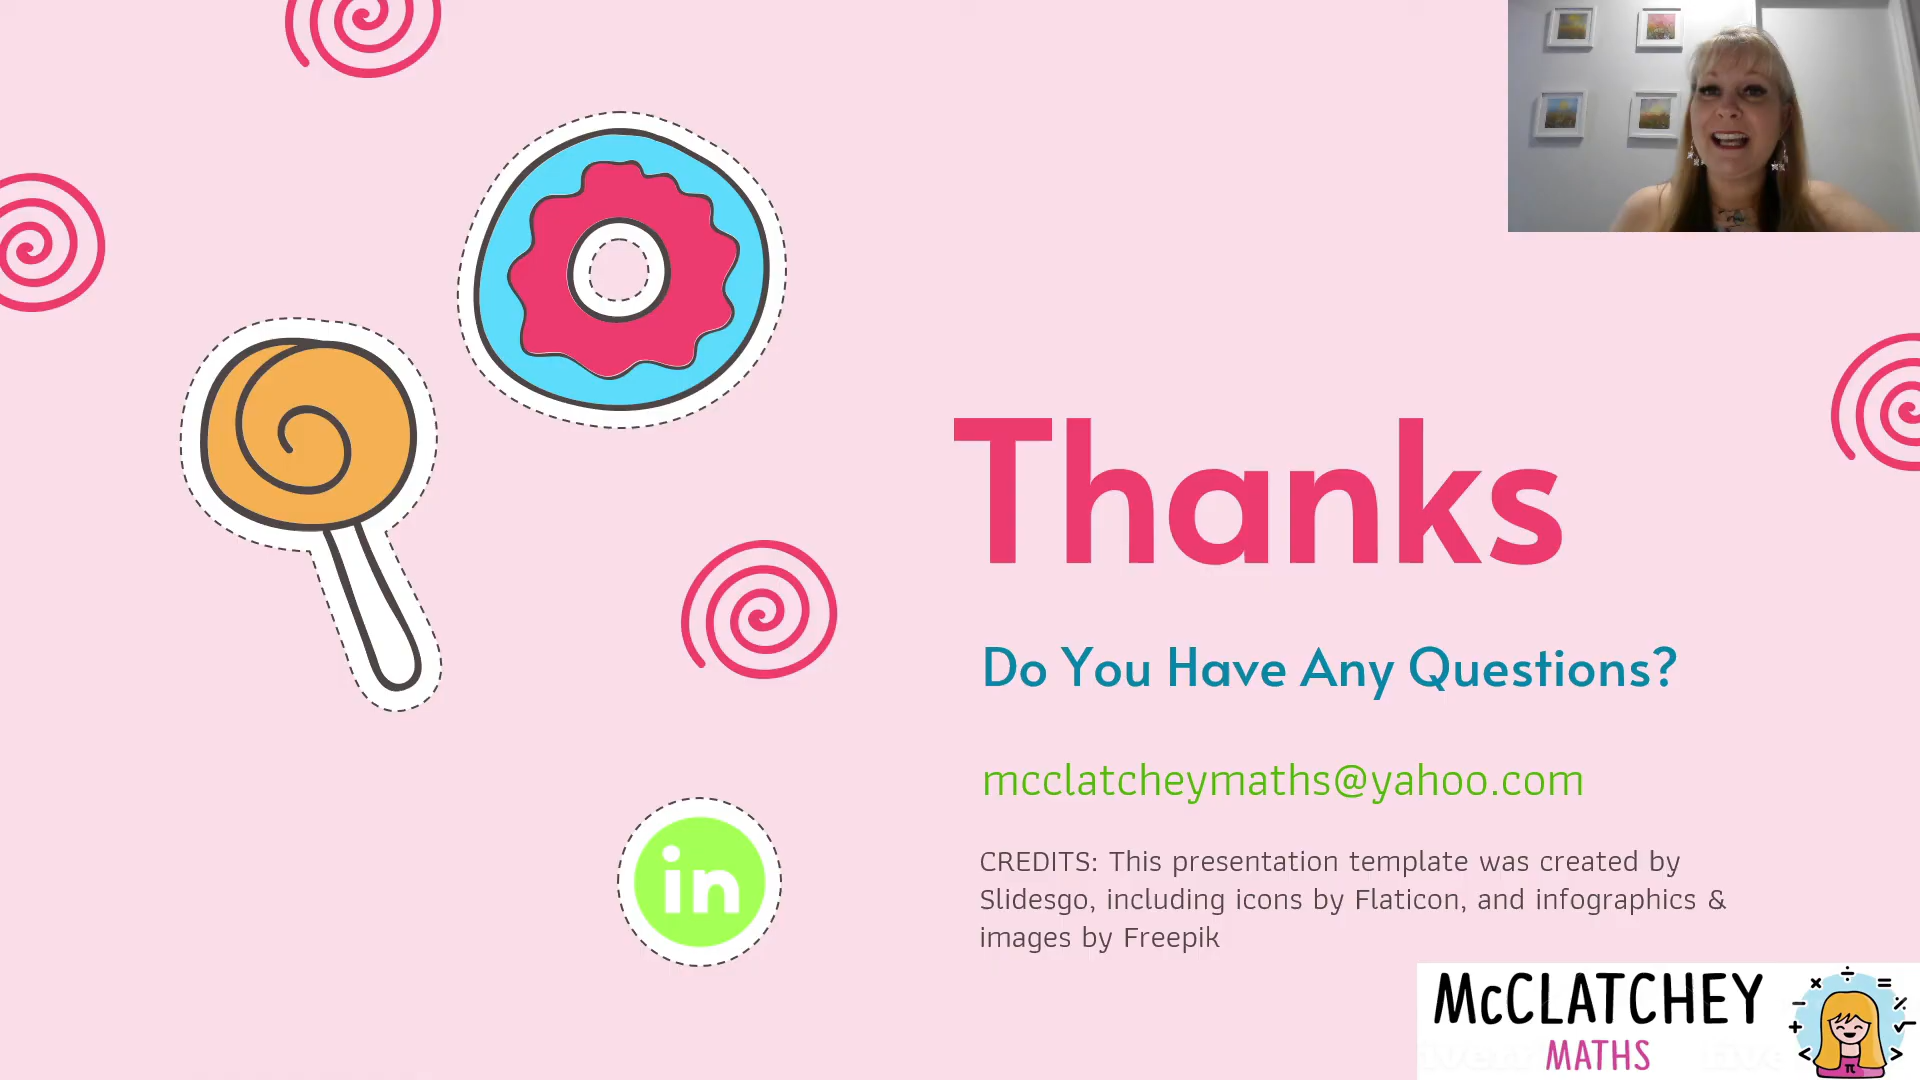 Thanks
Do You Have Any Questions?
mcclatcheymaths@yahoo.com
CREDITS: This presentation template was created by
Slidesgo, including icons by Flaticon, and infographics &
images by Freepik
in
McCLATCHEY
MATHS
× ÷ =
− %
+ √
< >
π